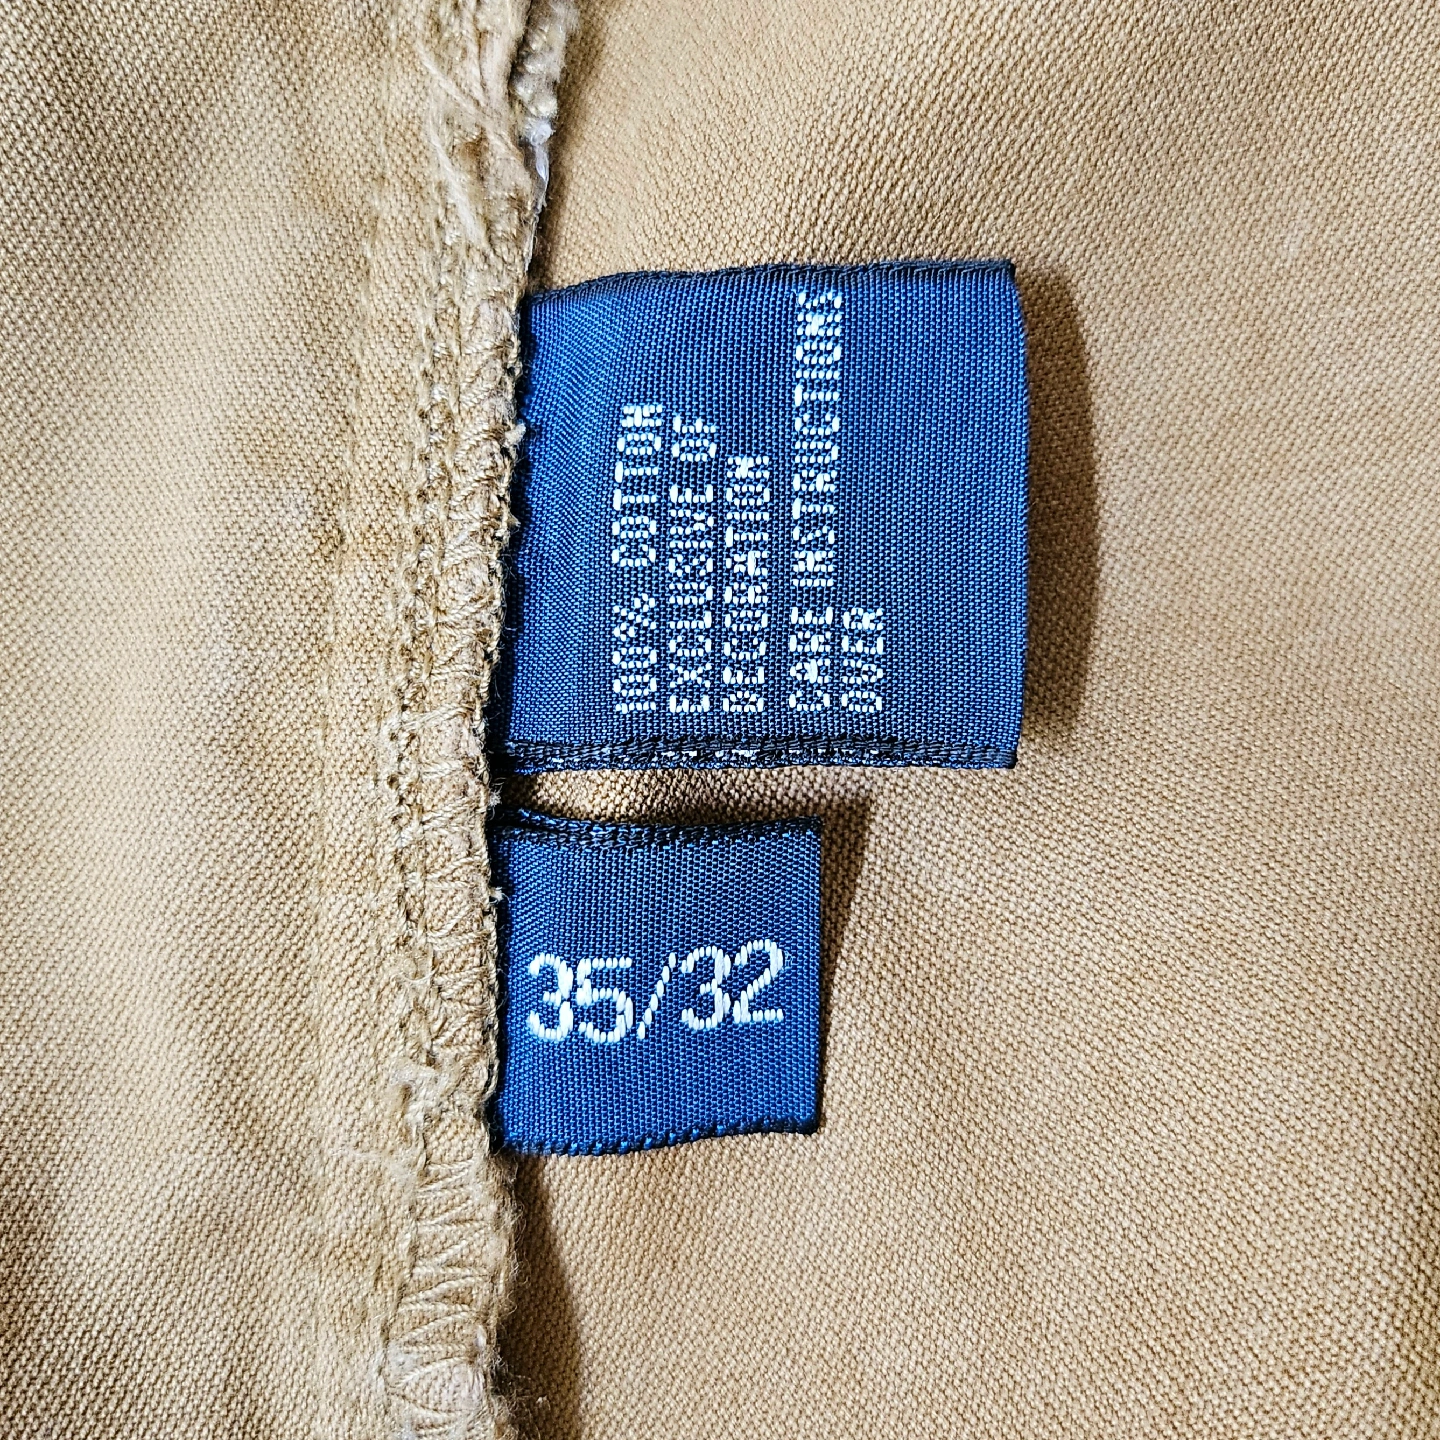 100% COTTON
EXCLUSIVE OF
DECORATION
CARE INSTRUCTIONS
OVER
35/32